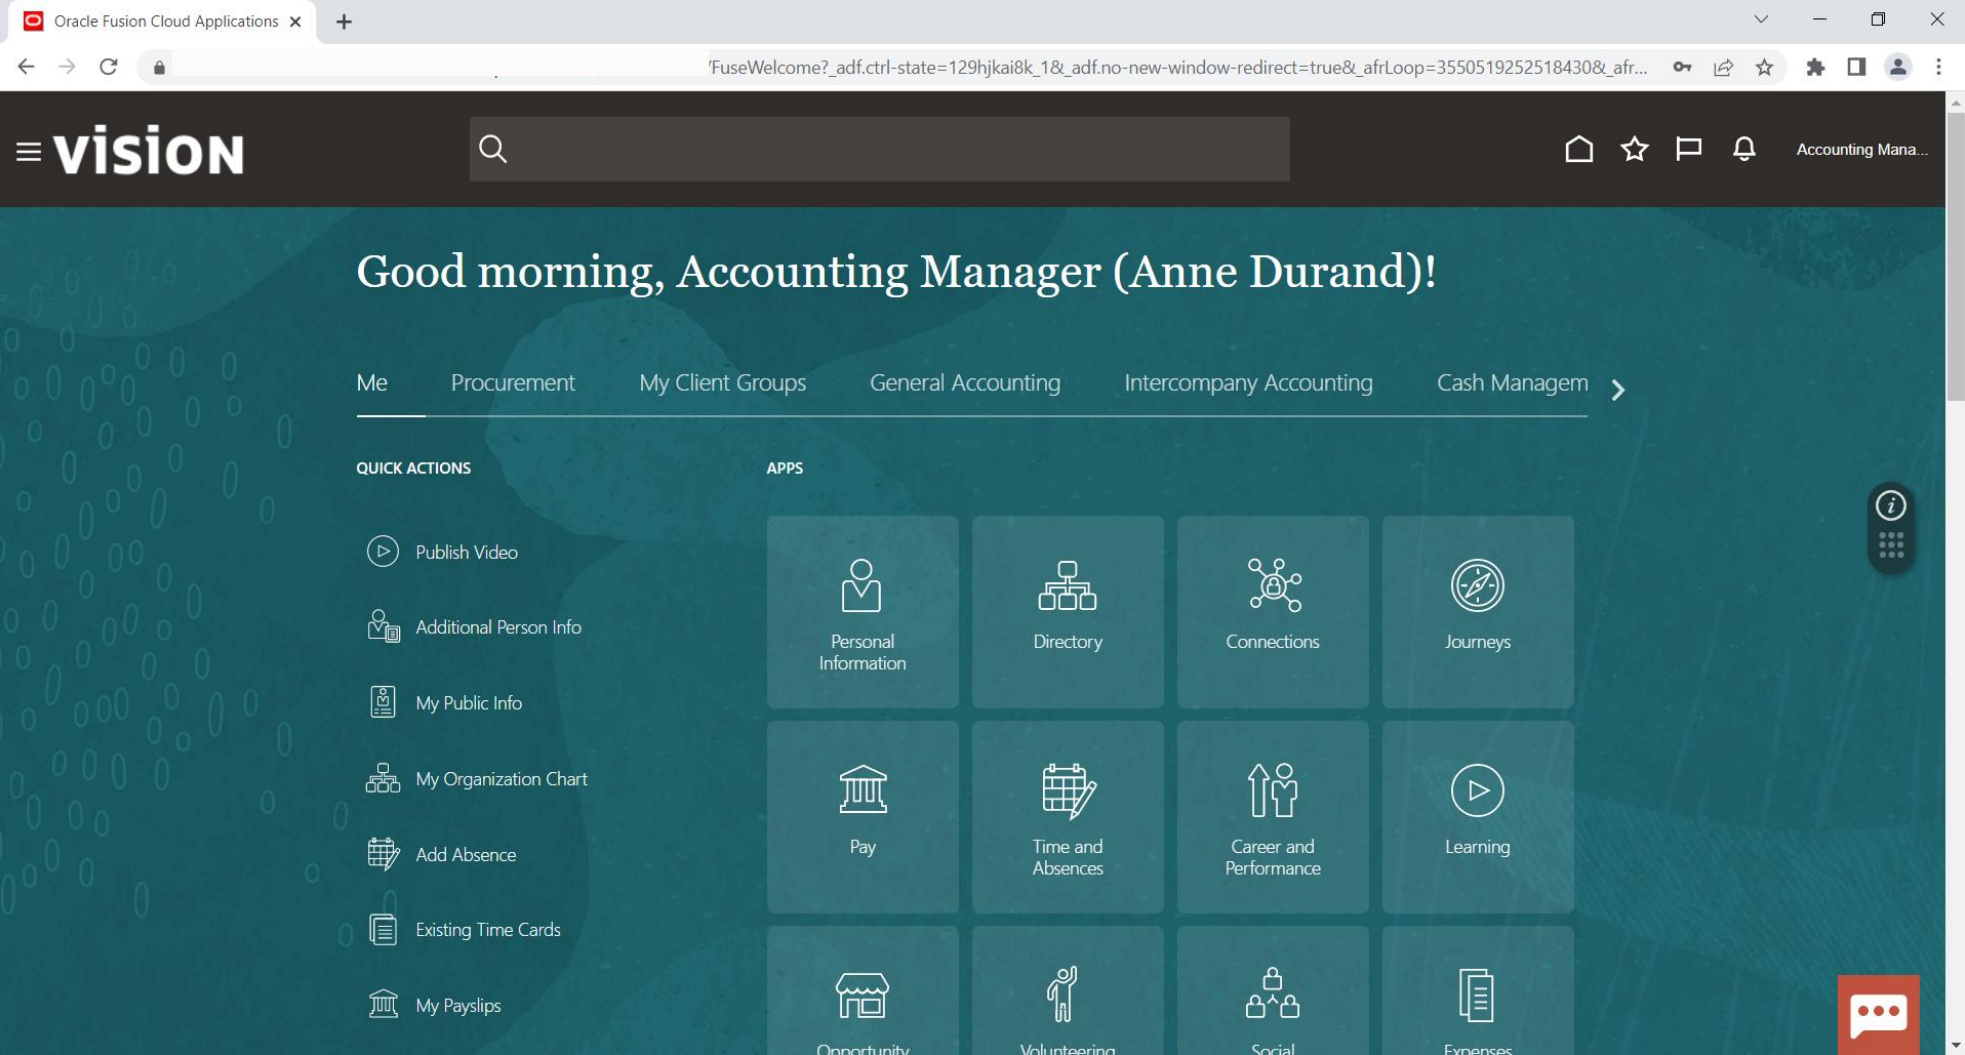 Oracle Fusion Cloud Applications
/FuseWelcome?_adf.ctrl-state=129hjkai8k_1&_adf.no-new-window-redirect=true&_afrLoop=35505192525184308&_afr...
vision
Accounting Mana...
Good morning, Accounting Manager (Anne Durand)!
Me
Procurement
My Client Groups
General Accounting
Intercompany Accounting
Cash Managem
QUICK ACTIONS
APPS
Publish Video
Additional Person Info
My Public Info
My Organization Chart
Add Absence
Existing Time Cards
My Payslips
Personal
Information
Directory
Connections
Journeys
Pay
Time and
Absences
Career and
Performance
Learning
Opportunity
Volunteering
Social
Expenses